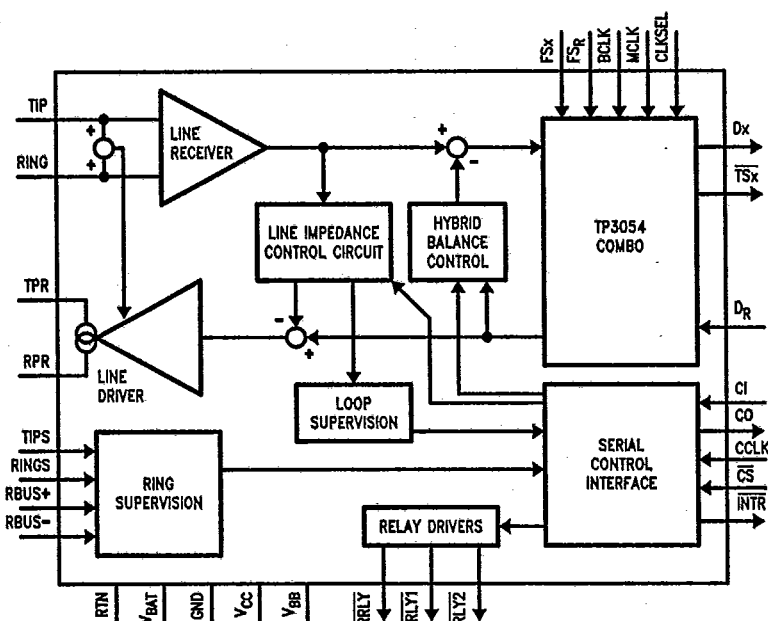 FSX
FSR
BCLK
MCLK
CLKSEL
TIP
RING
LINE
RECEIVER
+
+
+
-
DX
TSX
LINE IMPEDANCE
CONTROL CIRCUIT
HYBRID
BALANCE
CONTROL
TP3054
COMBO
TPR
RPR
LINE
DRIVER
-
+
DR
LOOP
SUPERVISION
SERIAL
CONTROL
INTERFACE
CI
CO
CCLK
CS
INTR
TIPS
RINGS
RBUS+
RBUS-
RING
SUPERVISION
RELAY DRIVERS
RTN
VBAT
GND
VCC
VBB
RRLY
RLY1
RLY2